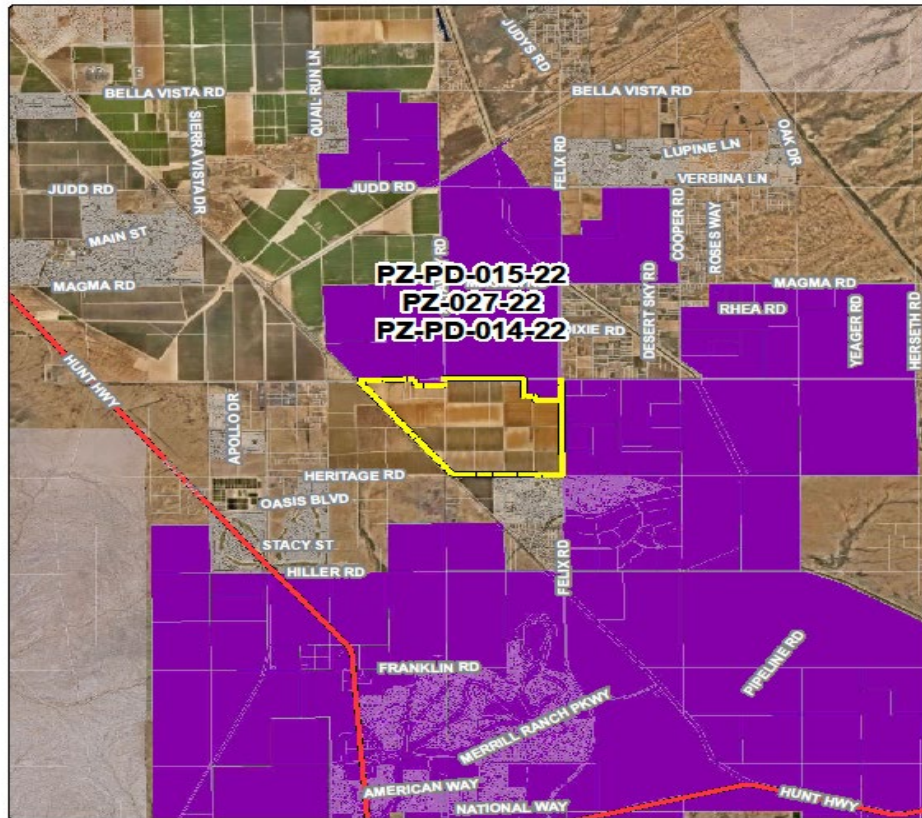 JUDYS RD
BELLA VISTA RD
BELLA VISTA RD
QUAIL RUN LN
SIERRA VISTA DR
FELIX RD
LUPINE LN
OAK DR
VERBINA LN
JUDD RD
JUDD RD
COOPER RD
ROSES WAY
MAIN ST
RD
PZ-PD-015-22
PZ-027-22
PZ-PD-014-22
MAGMA RD
MAGMA RD
DESERT SKY RD
RHEA RD
YEAGER RD
HERSETH RD
DIXIE RD
HUNT HWY
APOLLO DR
HERITAGE RD
OASIS BLVD
STACY ST
HILLER RD
FELIX RD
FRANKLIN RD
PIPELINE RD
MERRILL RANCH PKWY
AMERICAN WAY
NATIONAL WAY
HUNT HWY